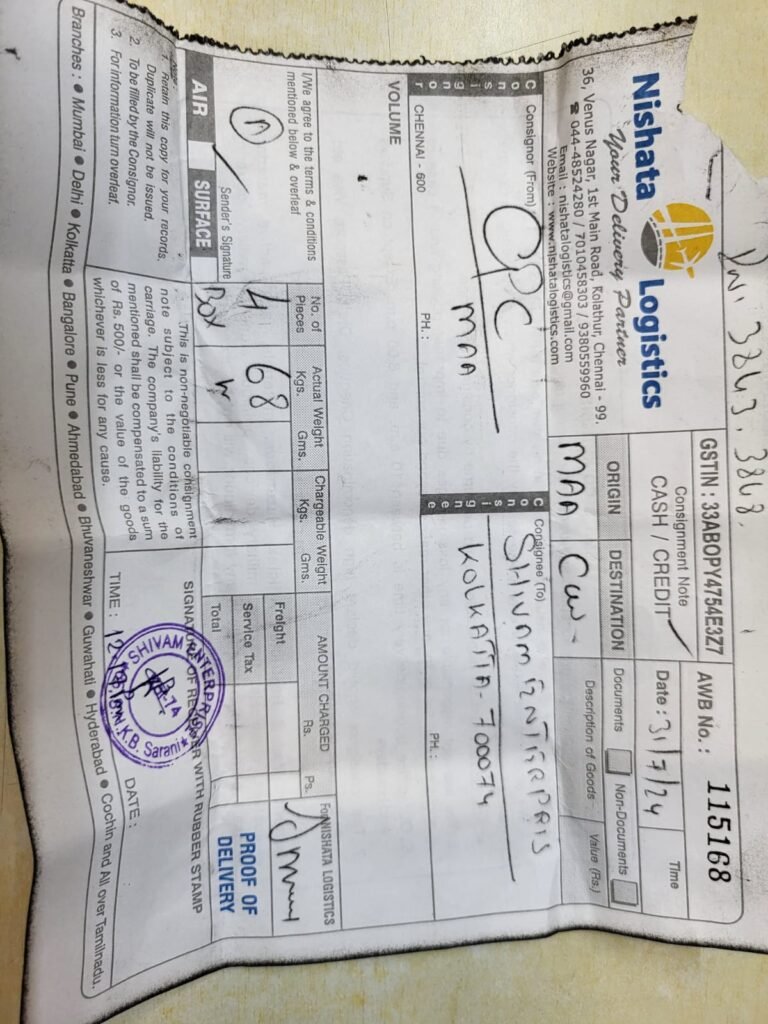 DN: 3843, 3848.
Nishata Logistics
Your Delivery Partner
36, Venus Nagar, 1st Main Road, Kolathur, Chennai - 99.
☎ 044-48524280 / 7010458303 / 9380559960
Email : nishatalogistics@gmail.com
Website : www.nishatalogistics.com
GSTIN : 33ABOPY4754E3Z7
AWB No.: 115168
Consignment Note
CASH / CREDIT
Date : 31/7/24
Time
ORIGIN
DESTINATION
Documents
Non-Documents
MAA
Description of Goods
Value (Rs.)
Consignor
Consignor (From)
CPC
MAA
CHENNAI - 600
PH. :
Consignee
Consignee (To)
SHIVAM ENTERPRAIS
KOLKATTA - 700074
PH. :
VOLUME
I/We agree to the terms & conditions
mentioned below & overleaf
Sender's Signature
No. of
Pieces
Actual Weight
Kgs. Gms.
Chargeable Weight
Kgs. Gms.
AMOUNT CHARGED
Rs. Ps.
For NISHATA LOGISTICS
4
Box
68
Freight
Service Tax
Total
PROOF OF
DELIVERY
AIR
SURFACE
1. Retain this copy for your records.
Duplicate will not be issued.
2. To be filled by the Consignor.
3. For information turn overleaf.
This is non-negotiable consignment
note subject to the conditions of
carriage. The company's liability for the
mentioned shall be compensated to a sum
of Rs. 500/- or the value of the goods
whichever is less for any cause.
SIGNATURE OF RECEIVER WITH RUBBER STAMP
SHIVAM ENTERPRISE
K.B. Sarani
TIME :
DATE :
Branches : ● Mumbai ● Delhi ● Kolkatta ● Bangalore ● Pune ● Ahmedabad ● Bhuvaneshwar ● Guwahati ● Hyderabad ● Cochin and All over Tamilnadu.